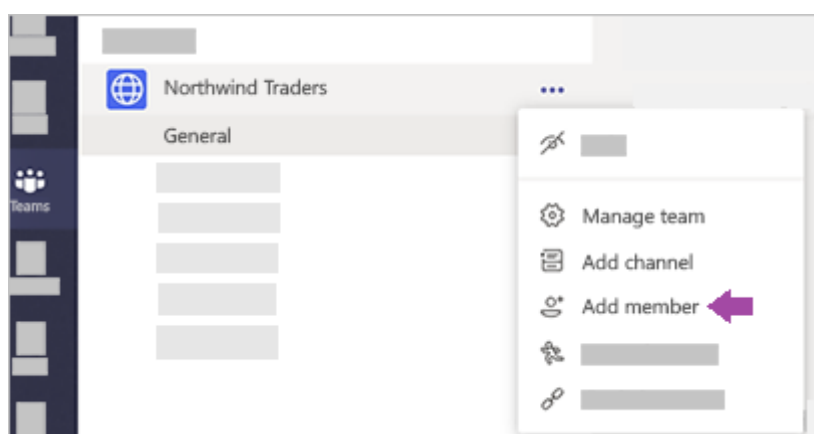 Northwind Traders
General
Teams
Manage team
Add channel
Add member